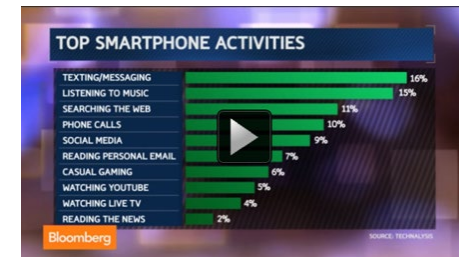 TOP SMARTPHONE ACTIVITIES
TEXTING/MESSAGING 16%
LISTENING TO MUSIC 15%
SEARCHING THE WEB 11%
PHONE CALLS 10%
SOCIAL MEDIA 9%
READING PERSONAL EMAIL 7%
CASUAL GAMING 6%
WATCHING YOUTUBE 5%
WATCHING LIVE TV 4%
READING THE NEWS 2%
Bloomberg
SOURCE: TECHNALYSIS